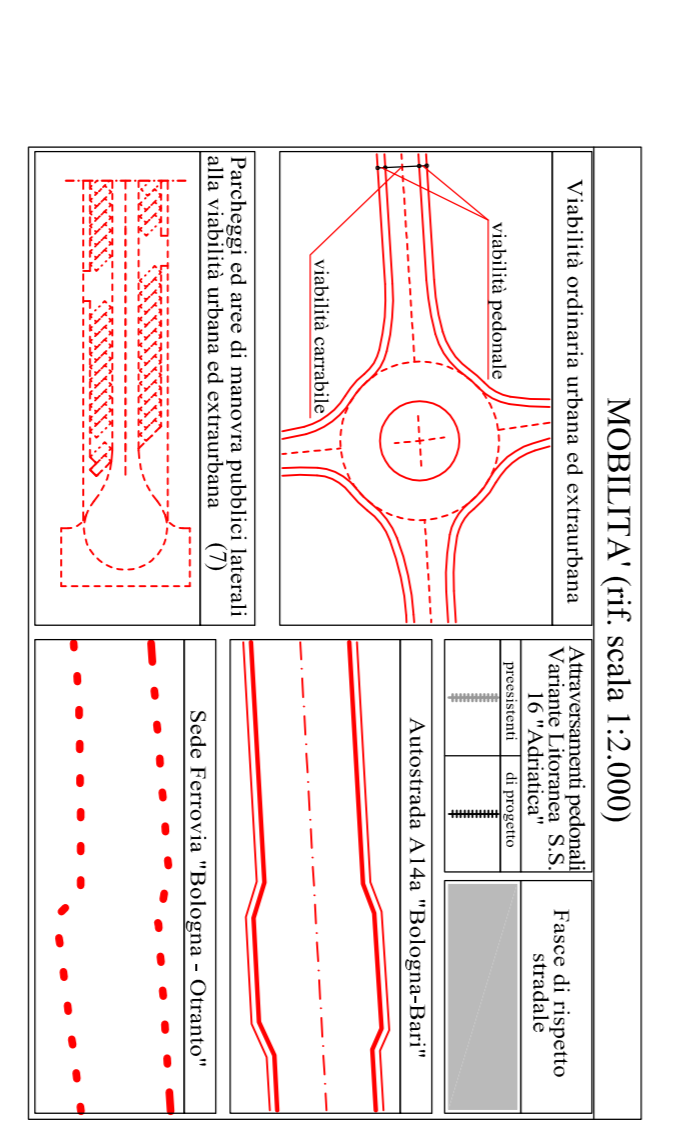 MOBILITA' (rif. scala 1:2.000)
Viabilità ordinaria urbana ed extraurbana
viabilità pedonale
viabilità carrabile
Parcheggi ed aree di manovra pubblici laterali
alla viabilità urbana ed extraurbana (7)
Attraversamenti pedonali
Variante Litoranea S.S.
16 "Adriatica"
preesistenti
di progetto
Fasce di rispetto
stradale
Autostrada A14a "Bologna-Bari"
Sede Ferrovia "Bologna - Otranto"